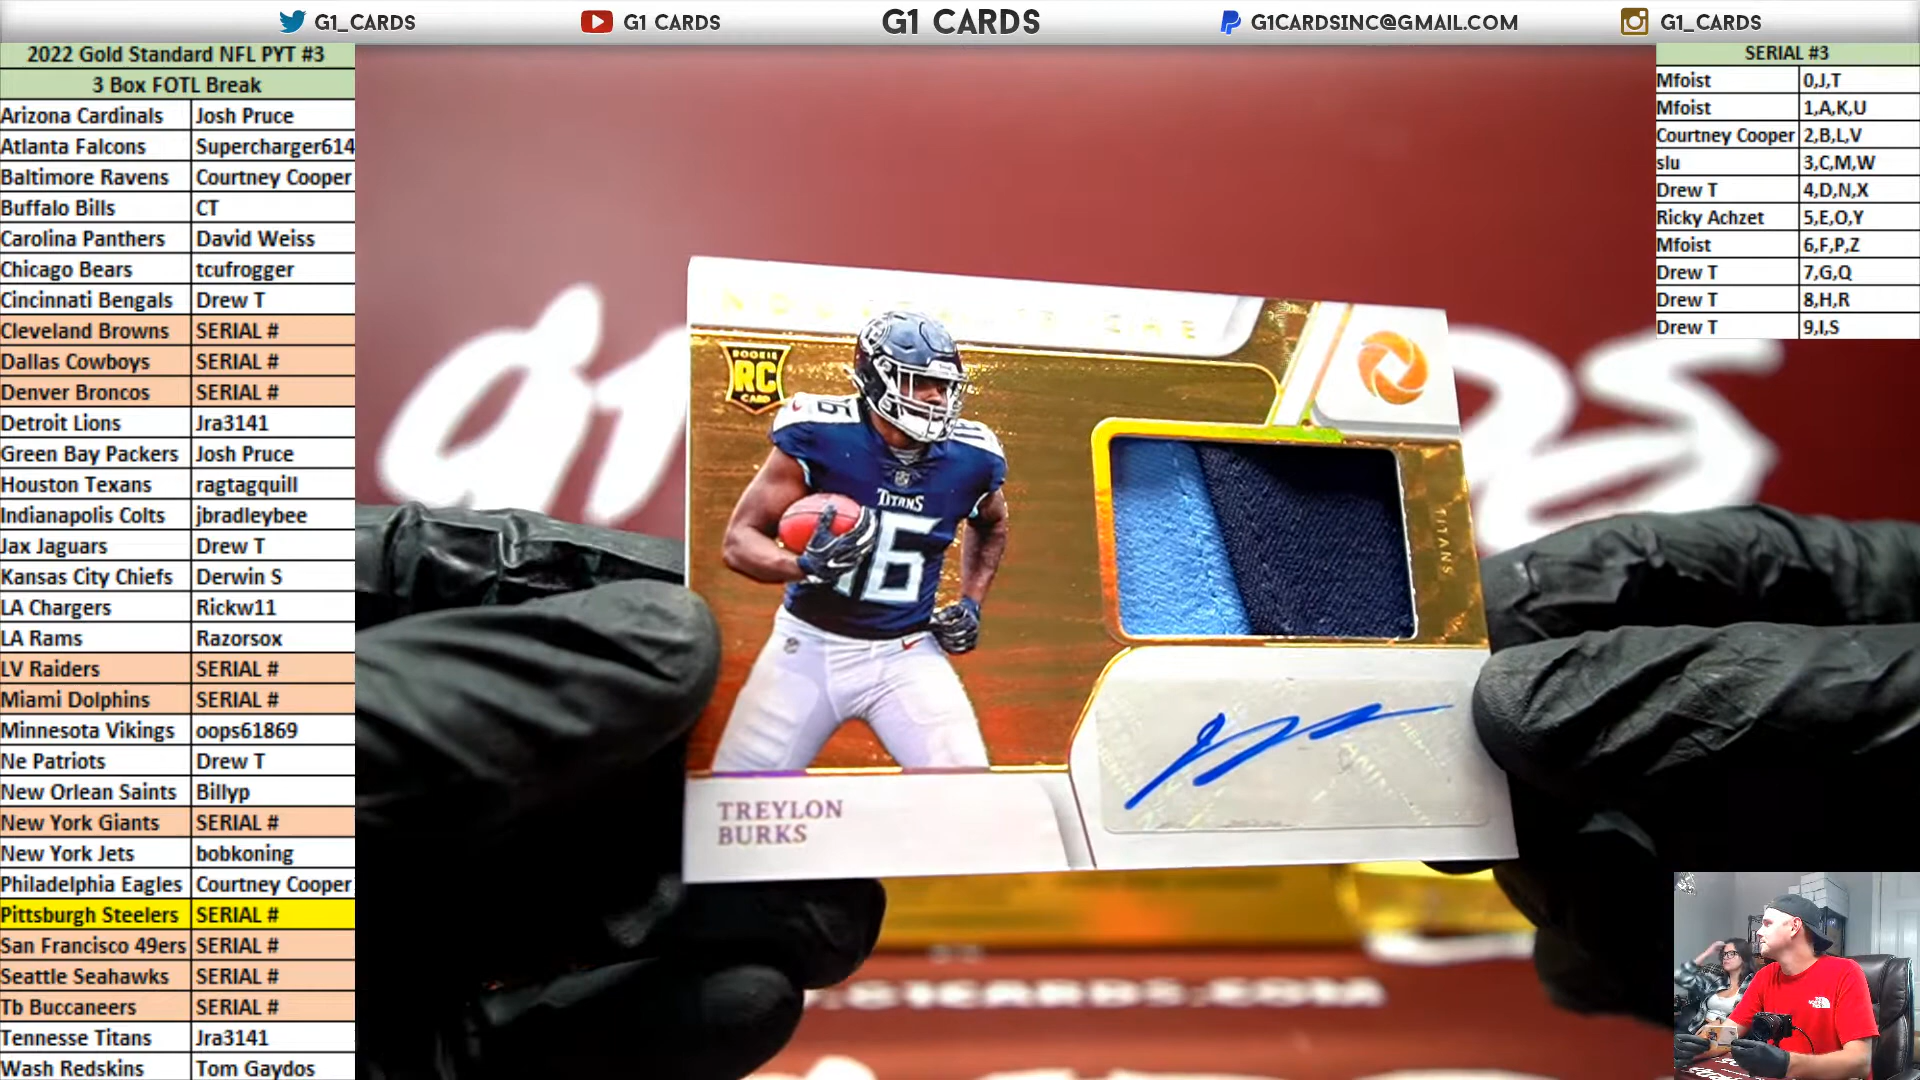 G1_CARDS
G1 CARDS
G1 CARDS
G1CARDSINC@GMAIL.COM
G1_CARDS
2022 Gold Standard NFL PYT #3
3 Box FOTL Break
Arizona Cardinals Josh Pruce
Atlanta Falcons Supercharger614
Baltimore Ravens Courtney Cooper
Buffalo Bills CT
Carolina Panthers David Weiss
Chicago Bears tcufrogger
Cincinnati Bengals Drew T
Cleveland Browns SERIAL #
Dallas Cowboys SERIAL #
Denver Broncos SERIAL #
Detroit Lions Jra3141
Green Bay Packers Josh Pruce
Houston Texans ragtagquill
Indianapolis Colts jbradleybee
Jax Jaguars Drew T
Kansas City Chiefs Derwin S
LA Chargers Rickw11
LA Rams Razorsox
LV Raiders SERIAL #
Miami Dolphins SERIAL #
Minnesota Vikings oops61869
Ne Patriots Drew T
New Orlean Saints Billyp
New York Giants SERIAL #
New York Jets bobkoning
Philadelphia Eagles Courtney Cooper
Pittsburgh Steelers SERIAL #
San Francisco 49ers SERIAL #
Seattle Seahawks SERIAL #
Tb Buccaneers SERIAL #
Tennesse Titans Jra3141
Wash Redskins Tom Gaydos
SERIAL #3
Mfoist 0,J,T
Mfoist 1,A,K,U
Courtney Cooper 2,B,L,V
slu 3,C,M,W
Drew T 4,D,N,X
Ricky Achzet 5,E,O,Y
Mfoist 6,F,P,Z
Drew T 7,G,Q
Drew T 8,H,R
Drew T 9,I,S
ROOKIE
RC
CARD
16
TITANS
16
TITANS
TREYLON
BURKS
G1CARDS.COM